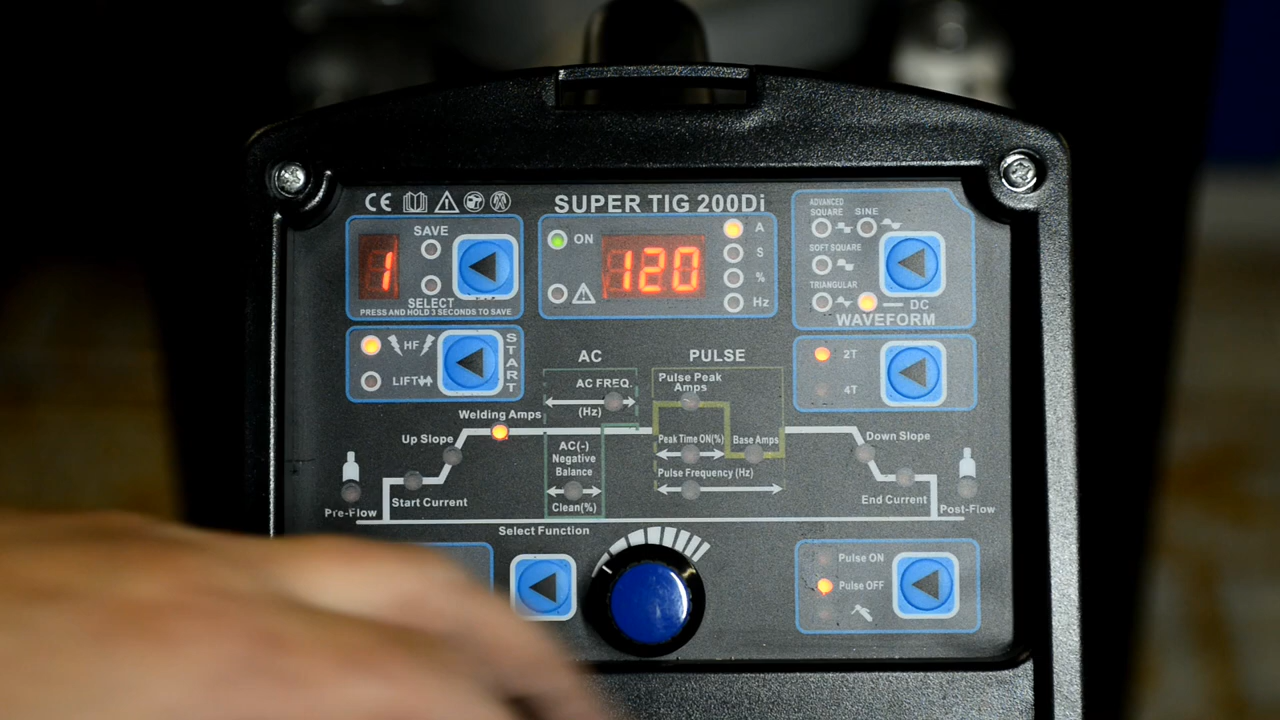 CE
SUPER TIG 200Di
1
SAVE
SELECT
PRESS AND HOLD 3 SECONDS TO SAVE
ON
120
A
S
%
Hz
ADVANCED
SQUARE
SINE
SOFT SQUARE
TRIANGULAR
DC
WAVEFORM
HF
LIFT
START
2T
4T
AC
PULSE
AC FREQ.
(Hz)
Pulse Peak
Amps
Welding Amps
Up Slope
AC(-)
Negative
Balance
Clean(%)
Peak Time ON(%)
Base Amps
Pulse Frequency (Hz)
Down Slope
Start Current
End Current
Pre-Flow
Post-Flow
Select Function
Pulse ON
Pulse OFF